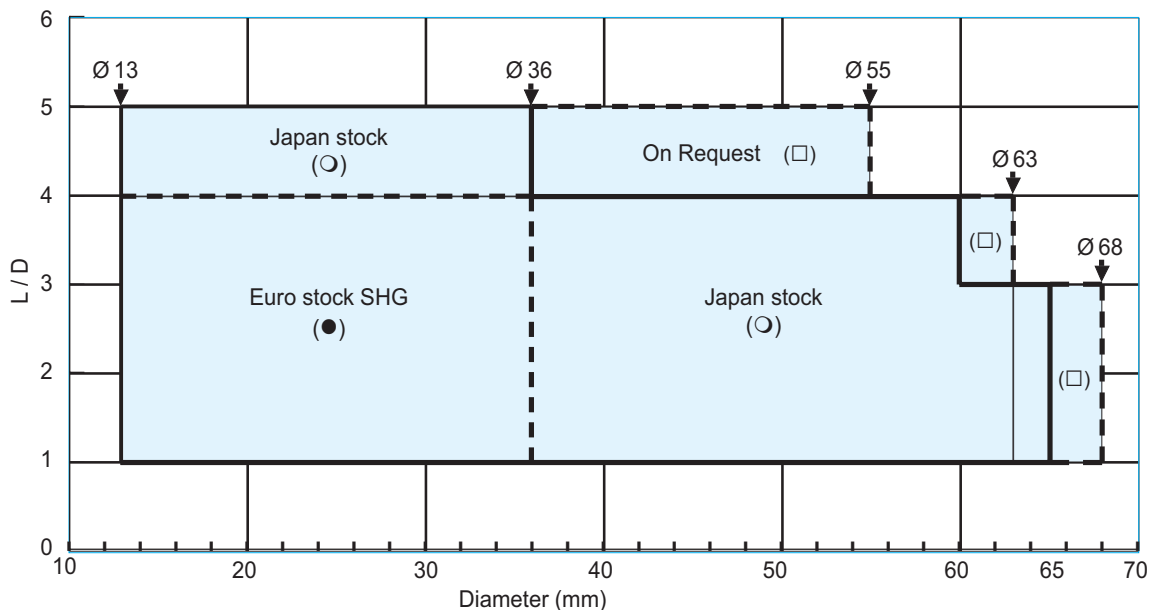 6
Ø 13
Ø 36
Ø 55
5
Japan stock
(❍)
On Request (□)
Ø 63
4
(□)
Ø 68
L / D
3
Euro stock SHG
(●)
Japan stock
(❍)
2
(□)
1
0
10 20 30 40 50 60 65 70
Diameter (mm)